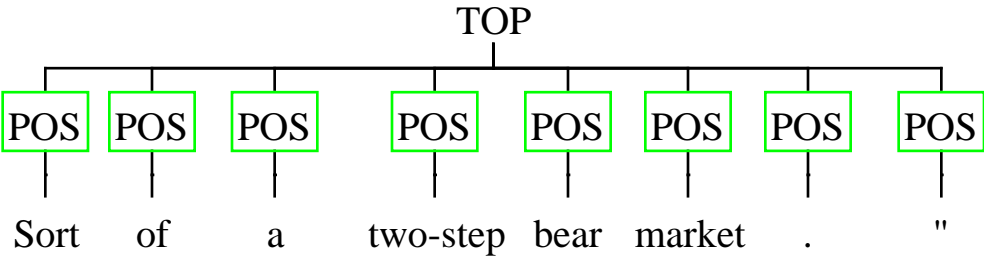 TOP
POS POS POS POS POS POS POS POS
Sort of a two-step bear market . "